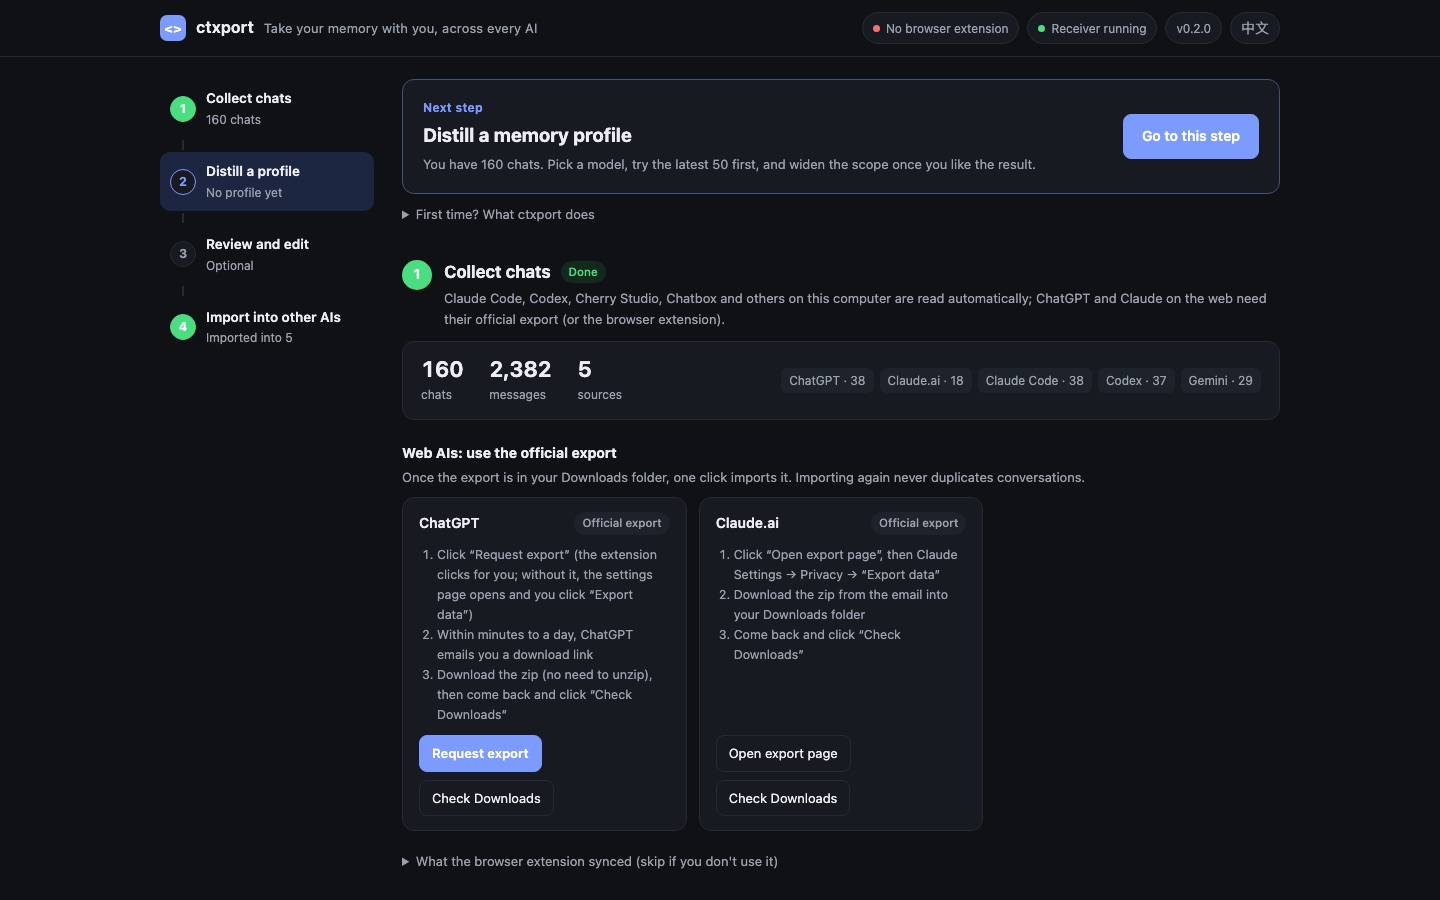 <> ctxport Take your memory with you, across every AI
No browser extension
Receiver running
v0.2.0
中文
1 Collect chats
160 chats
2 Distill a profile
No profile yet
3 Review and edit
Optional
4 Import into other AIs
Imported into 5
Next step
Distill a memory profile
You have 160 chats. Pick a model, try the latest 50 first, and widen the scope once you like the result.
Go to this step
▶ First time? What ctxport does
1 Collect chats Done
Claude Code, Codex, Cherry Studio, Chatbox and others on this computer are read automatically; ChatGPT and Claude on the web need
their official export (or the browser extension).
160 2,382 5
chats messages sources
ChatGPT · 38 Claude.ai · 18 Claude Code · 38 Codex · 37 Gemini · 29
Web AIs: use the official export
Once the export is in your Downloads folder, one click imports it. Importing again never duplicates conversations.
ChatGPT Official export
1. Click “Request export” (the extension
clicks for you; without it, the settings
page opens and you click “Export
data”)
2. Within minutes to a day, ChatGPT
emails you a download link
3. Download the zip (no need to unzip),
then come back and click “Check
Downloads”
Request export
Check Downloads
Claude.ai Official export
1. Click “Open export page”, then Claude
Settings → Privacy → “Export data”
2. Download the zip from the email into
your Downloads folder
3. Come back and click “Check
Downloads”
Open export page
Check Downloads
▶ What the browser extension synced (skip if you don't use it)